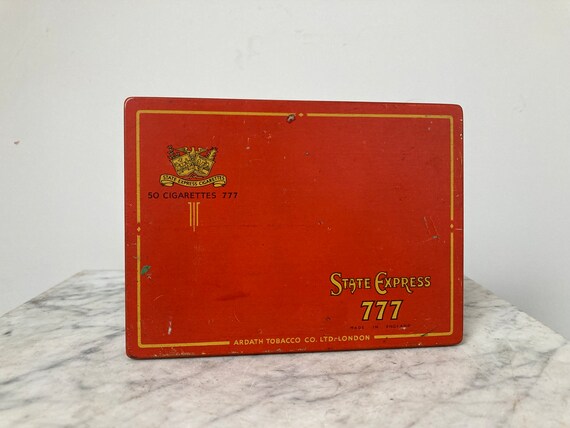 STATE EXPRESS CIGARETTES
50 CIGARETTES 777
STATE EXPRESS
777
MADE IN ENGLAND
ARDATH TOBACCO CO. LTD. LONDON